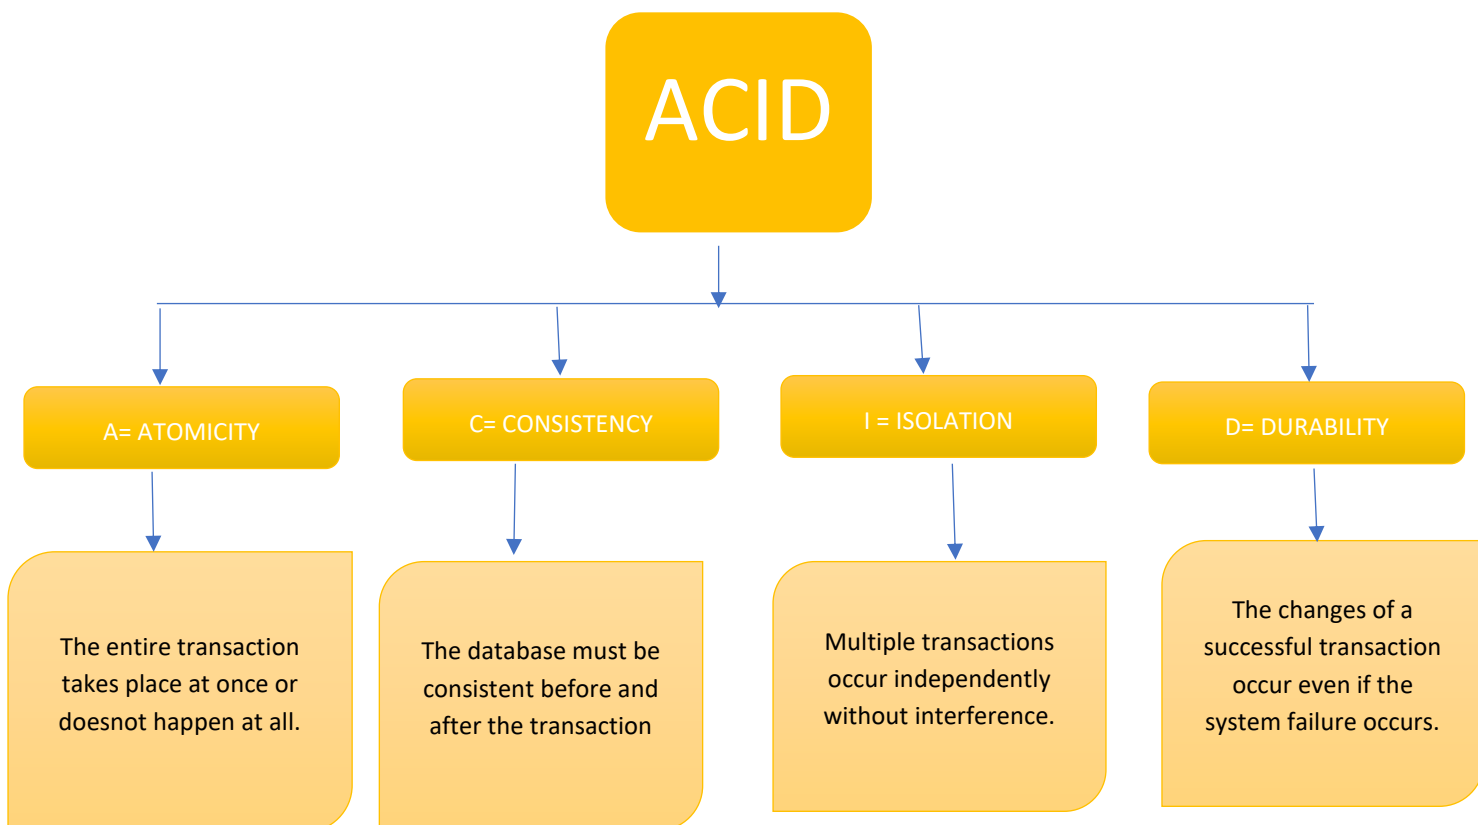 ACID
A= ATOMICITY
C= CONSISTENCY
I = ISOLATION
D= DURABILITY
The entire transaction
takes place at once or
doesnot happen at all.
The database must be
consistent before and
after the transaction
Multiple transactions
occur independently
without interference.
The changes of a
successful transaction
occur even if the
system failure occurs.